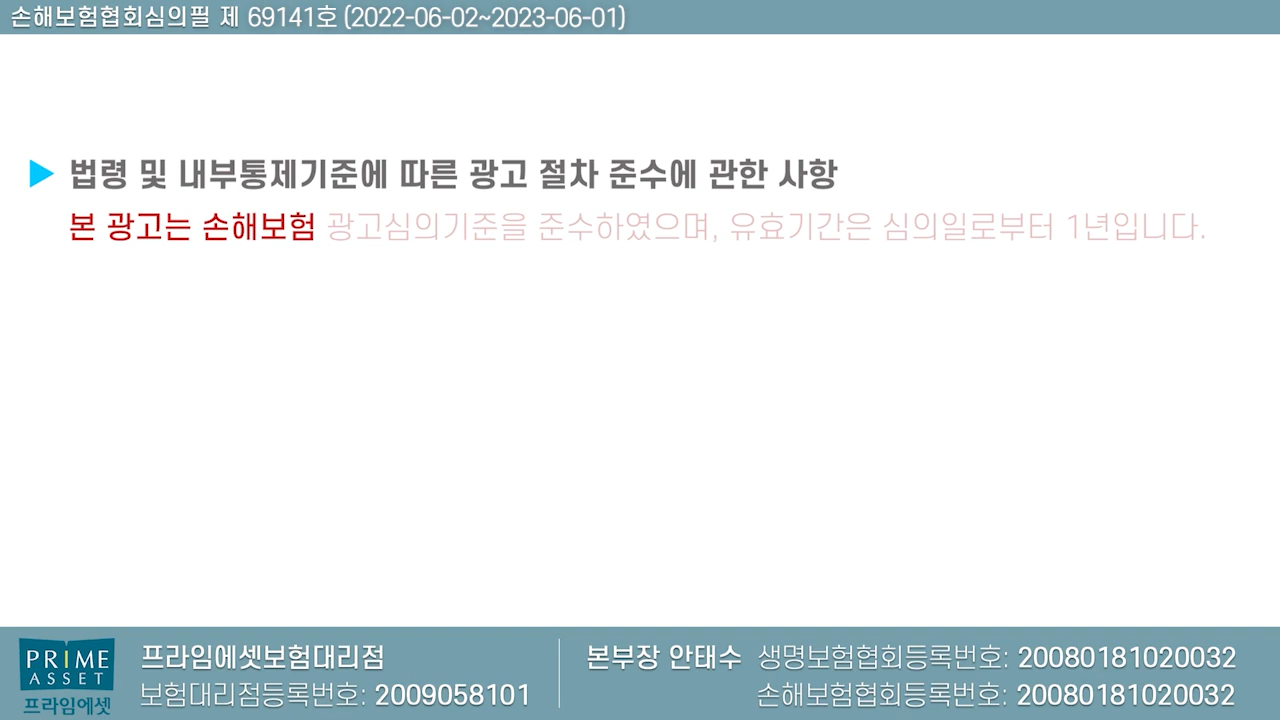 손해보험협회심의필 제 69141호 (2022-06-02~2023-06-01)
▶ 법령 및 내부통제기준에 따른 광고 절차 준수에 관한 사항
본 광고는 손해보험 광고심의기준을 준수하였으며, 유효기간은 심의일로부터 1년입니다.
PRIME
ASSET
프라임에셋
프라임에셋보험대리점
보험대리점등록번호: 2009058101
본부장 안태수 생명보험협회등록번호: 20080181020032
손해보험협회등록번호: 20080181020032